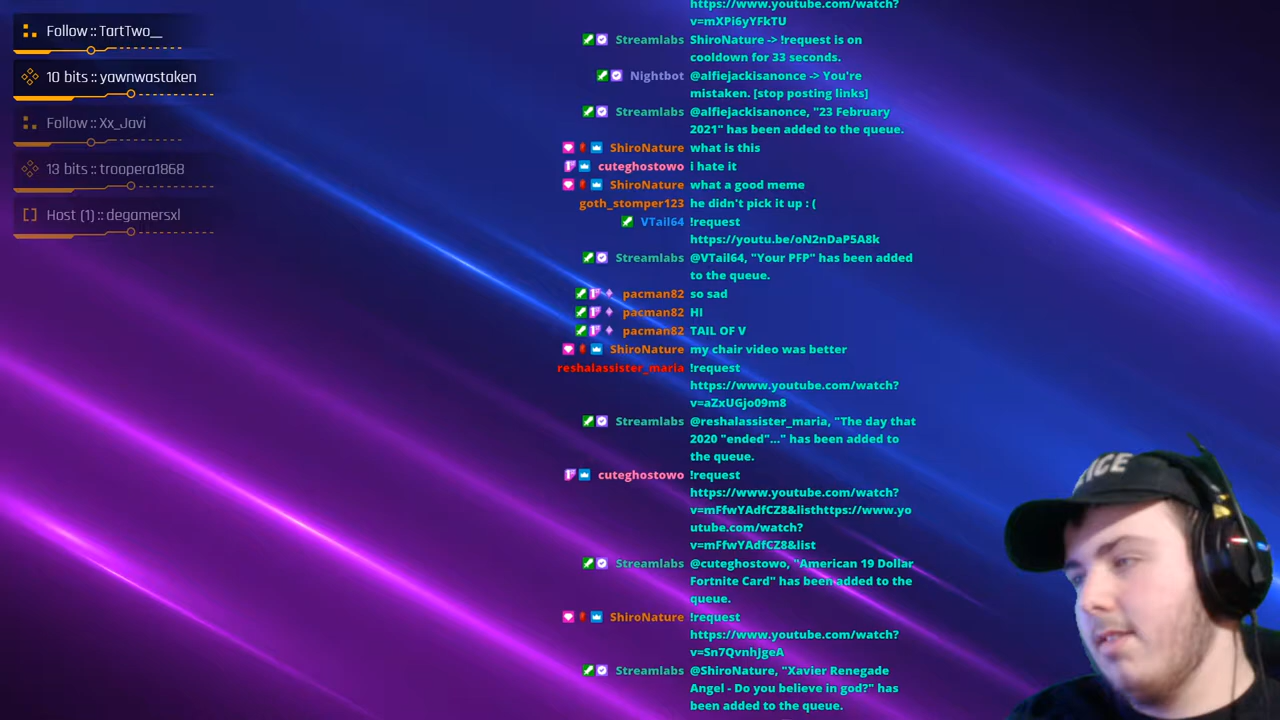 Follow :: TartTwo__
10 bits :: yawnwastaken
Follow :: Xx_Javi
13 bits :: troopera1868
Host (1) :: degamersxl
https://www.youtube.com/watch?
v=mXPi6yYFkTU
Streamlabs ShiroNature -> !request is on
cooldown for 33 seconds.
Nightbot @alfiejackisanonce -> You're
mistaken. [stop posting links]
Streamlabs @alfiejackisanonce, "23 February
2021" has been added to the queue.
ShiroNature what is this
cuteghostowo i hate it
ShiroNature what a good meme
goth_stomper123 he didn't pick it up : (
VTail64 !request
https://youtu.be/oN2nDaP5A8k
Streamlabs @VTail64, "Your PFP" has been added
to the queue.
pacman82 so sad
pacman82 HI
pacman82 TAIL OF V
ShiroNature my chair video was better
reshalassister_maria !request
https://www.youtube.com/watch?
v=aZxUGJo09m8
Streamlabs @reshalassister_maria, "The day that
2020 "ended"..." has been added to
the queue.
cuteghostowo !request
https://www.youtube.com/watch?
v=mFfwYAdfCZ8&listhttps://www.yo
utube.com/watch?
v=mFfwYAdfCZ8&list
Streamlabs @cuteghostowo, "American 19 Dollar
Fortnite Card" has been added to the
queue.
ShiroNature !request
https://www.youtube.com/watch?
v=Sn7QvnhJgeA
Streamlabs @ShiroNature, "Xavier Renegade
Angel - Do you believe in god?" has
been added to the queue.